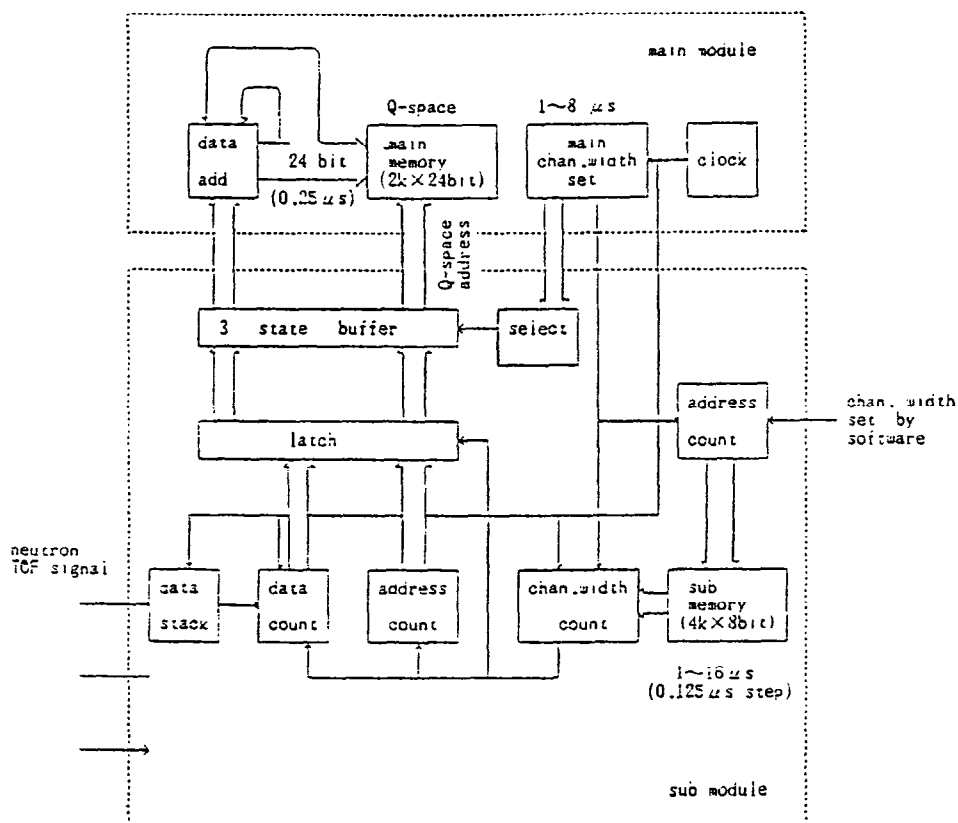 main module
Q-space
1~8 μs
data
add
24 bit
(0.25μs)
main
memory
(2k×24bit)
main
chan.width
set
clock
Q-space
address
3 state buffer
select
latch
address
count
chan. width
set by
software
neutron
TOF signal
data
stack
data
count
address
count
chan.width
count
sub
memory
(4k×8bit)
1~16 μs
(0.125 μs step)
sub module